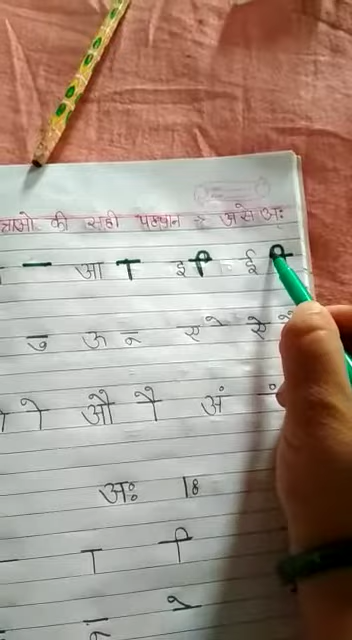 की सही पहचान अ से अः
आ ा इ ि ई ी
ु ऊ ू ए े ऐ ै
ो औ ौ अं ं
अः ाः
ा ि